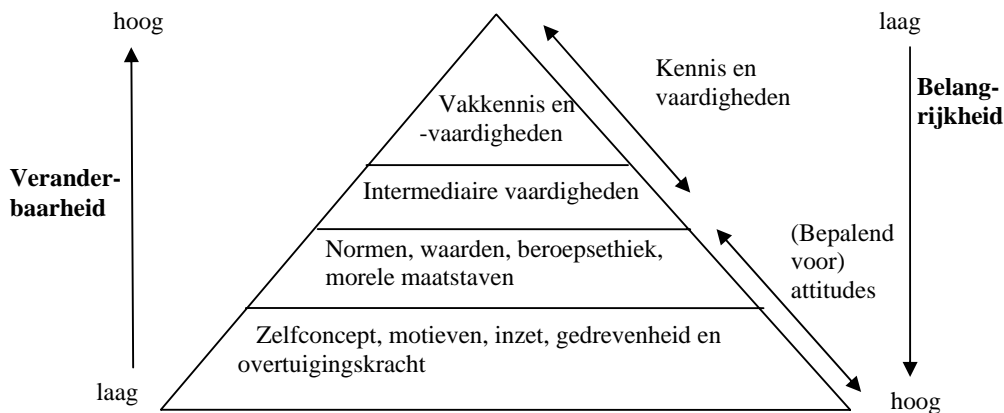 hoog
laag
Kennis en
vaardigheden
Belang-
rijkheid
Vakkennis en
-vaardigheden
Verander-
baarheid
Intermediaire vaardigheden
Normen, waarden, beroepsethiek,
morele maatstaven
(Bepalend
voor)
attitudes
Zelfconcept, motieven, inzet, gedrevenheid en
overtuigingskracht
laag
hoog